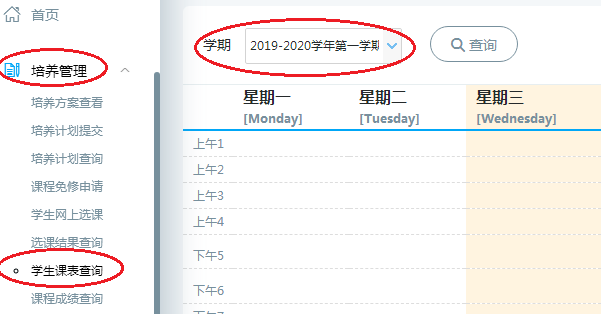 首页
培养管理
培养方案查看
培养计划提交
培养计划查询
课程免修申请
学生网上选课
选课结果查询
学生课表查询
课程成绩查询
学期 2019-2020学年第一学期 查询
星期一 星期二 星期三
[Monday] [Tuesday] [Wednesday]
上午1
上午2
上午3
上午4
下午5
下午6
下午7